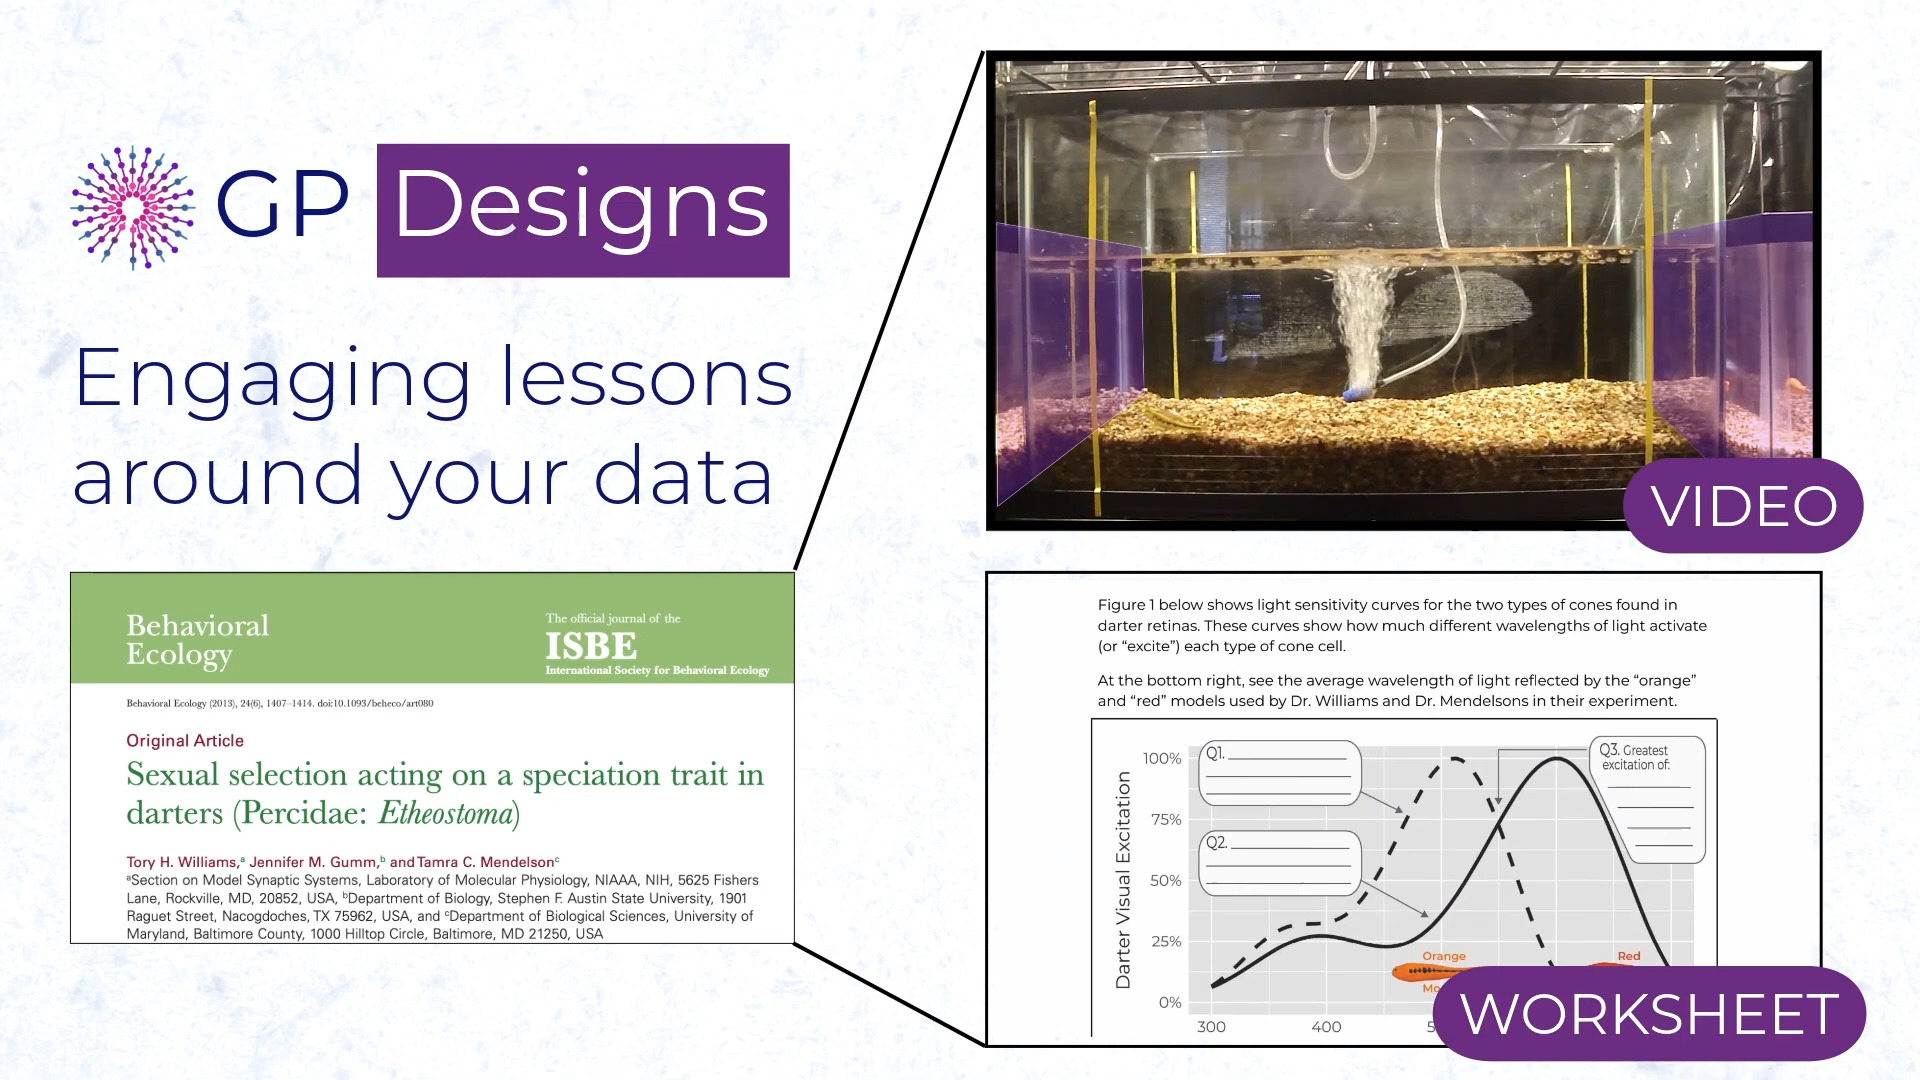 GP Designs
Engaging lessons
around your data
Behavioral
Ecology
The official journal of the
ISBE
International Society for Behavioral Ecology
Behavioral Ecology (2013), 24(6), 1407–1414. doi:10.1093/beheco/art080
Original Article
Sexual selection acting on a speciation trait in
darters (Percidae: Etheostoma)
Tory H. Williams,a Jennifer M. Gumm,b and Tamra C. Mendelsonc
aSection on Model Synaptic Systems, Laboratory of Molecular Physiology, NIAAA, NIH, 5625 Fishers
Lane, Rockville, MD, 20852, USA, bDepartment of Biology, Stephen F. Austin State University, 1901
Raguet Street, Nacogdoches, TX 75962, USA, and cDepartment of Biological Sciences, University of
Maryland, Baltimore County, 1000 Hilltop Circle, Baltimore, MD 21250, USA
VIDEO
Figure 1 below shows light sensitivity curves for the two types of cones found in
darter retinas. These curves show how much different wavelengths of light activate
(or “excite”) each type of cone cell.
At the bottom right, see the average wavelength of light reflected by the “orange”
and “red” models used by Dr. Williams and Dr. Mendelsons in their experiment.
Darter Visual Excitation
100%
75%
50%
25%
0%
Q1.
Q2.
Q3. Greatest
excitation of:
Orange
Mo
Red
300
400
5
WORKSHEET